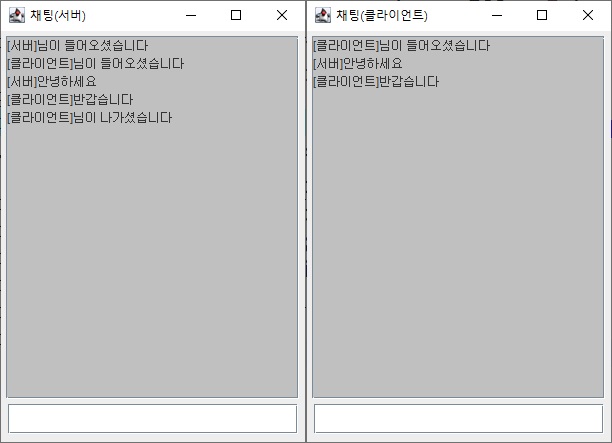 채팅(서버)
[서버]님이 들어오셨습니다
[클라이언트]님이 들어오셨습니다
[서버]안녕하세요
[클라이언트]반갑습니다
[클라이언트]님이 나가셨습니다
채팅(클라이언트)
[클라이언트]님이 들어오셨습니다
[서버]안녕하세요
[클라이언트]반갑습니다